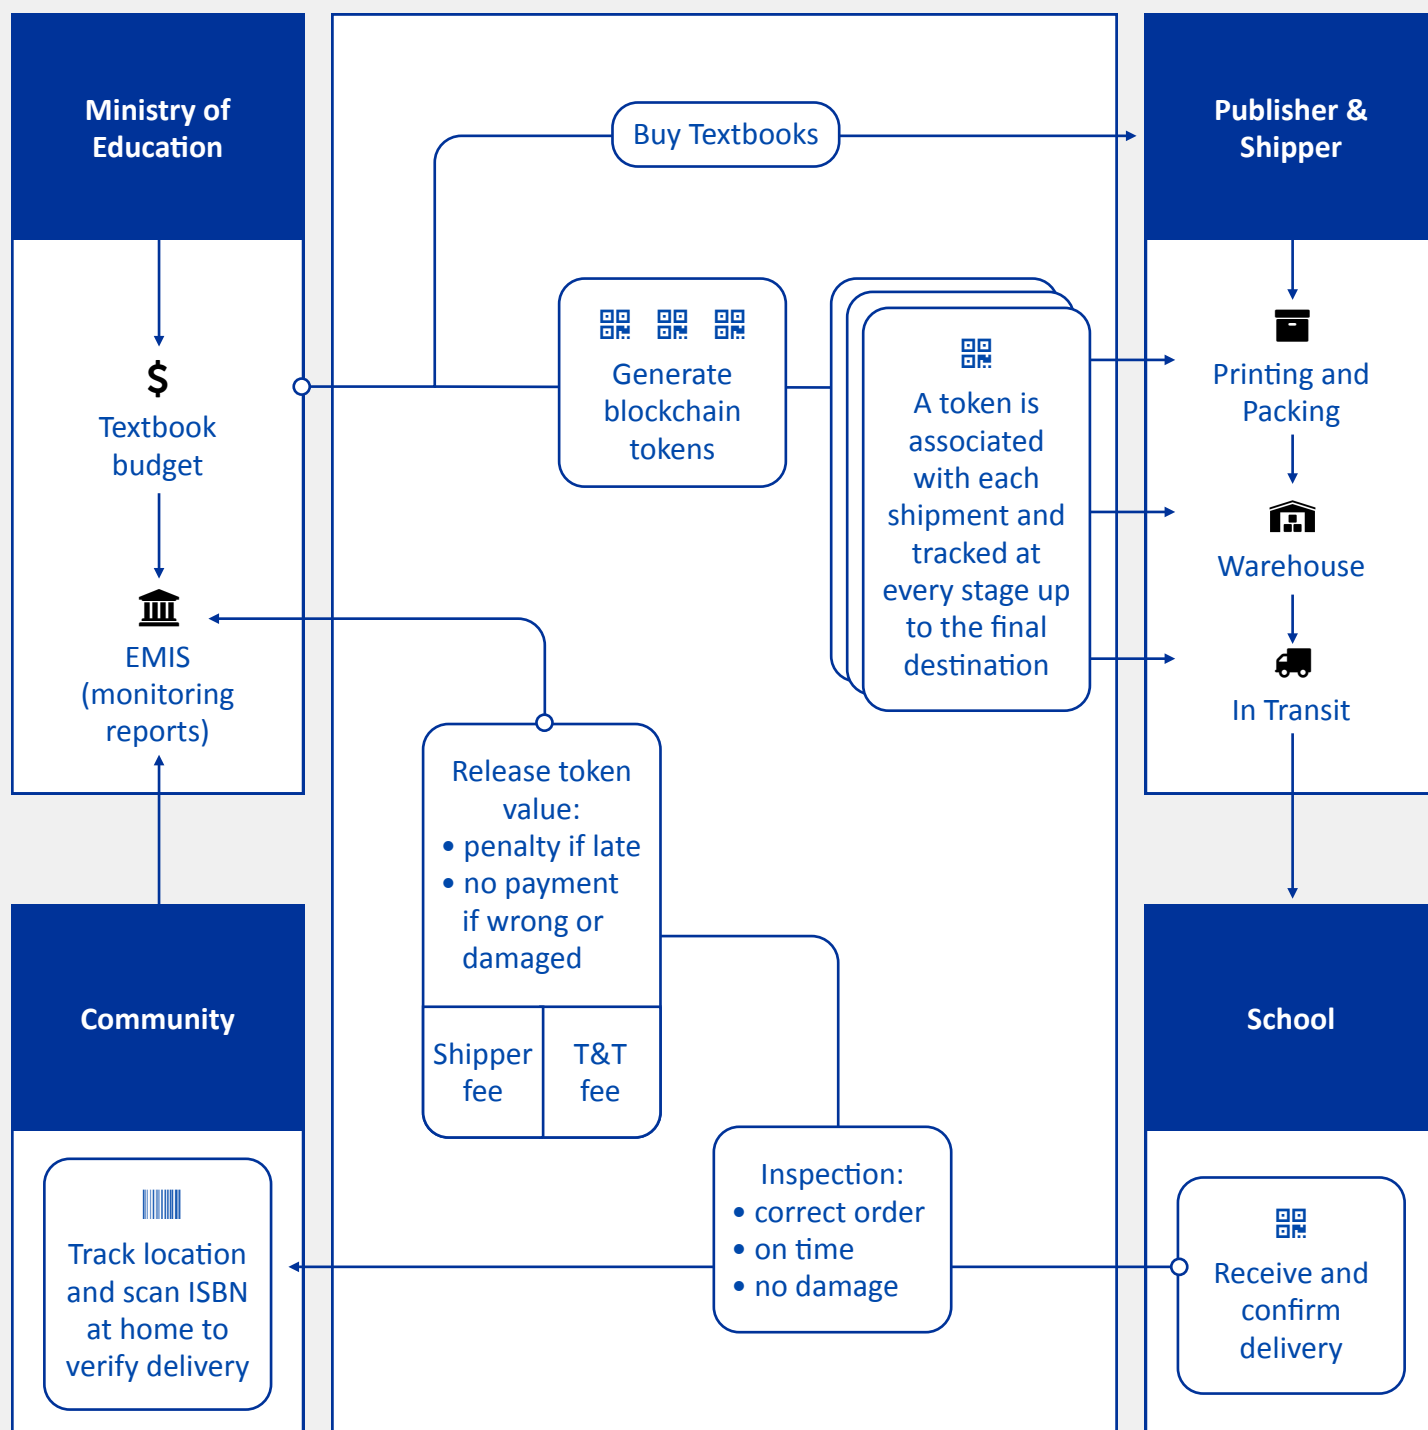 Ministry of
Education
Textbook
budget
EMIS
(monitoring
reports)
Buy Textbooks
Generate
blockchain
tokens
A token is
associated
with each
shipment and
tracked at
every stage up
to the final
destination
Publisher &
Shipper
Printing and
Packing
Warehouse
In Transit
Release token
value:
• penalty if late
• no payment
if wrong or
damaged
Shipper
fee
T&T
fee
Community
Track location
and scan ISBN
at home to
verify delivery
Inspection:
• correct order
• on time
• no damage
School
Receive and
confirm
delivery